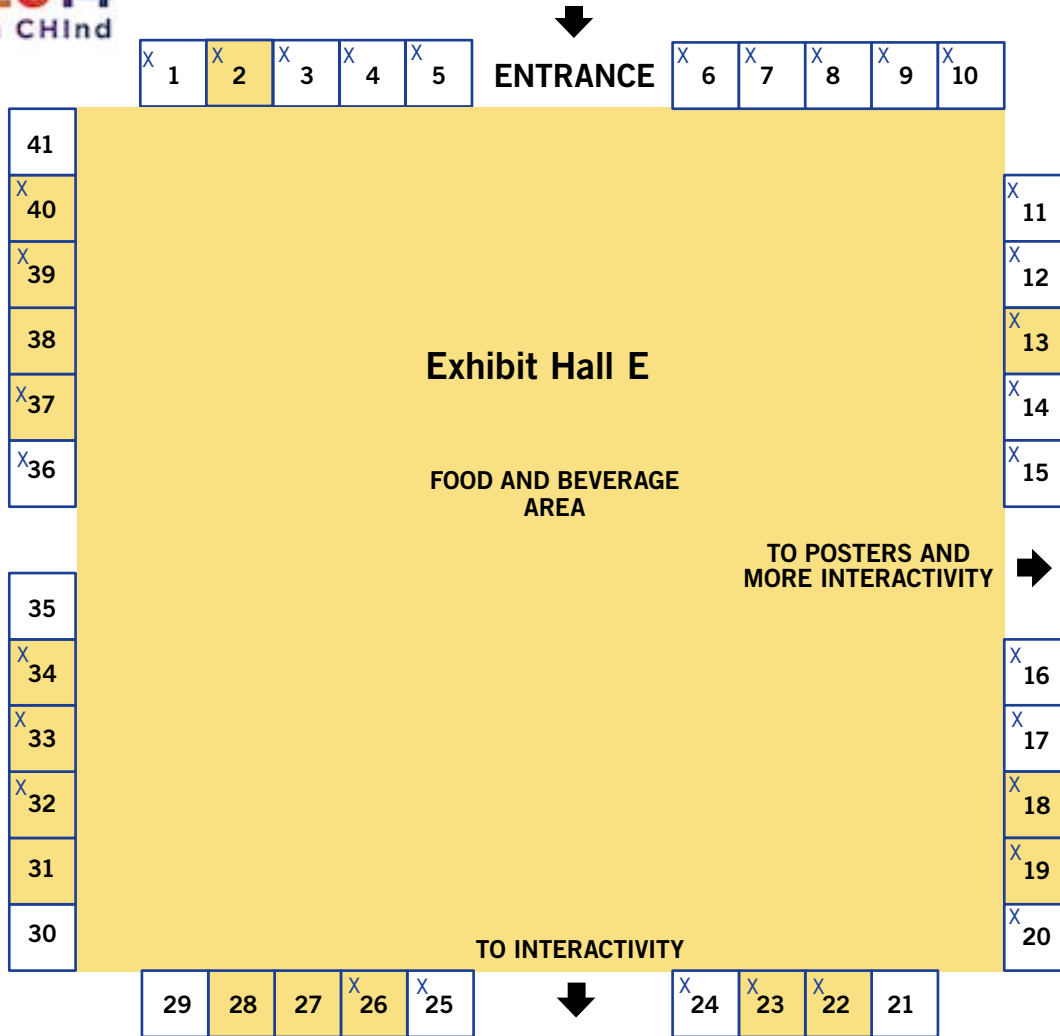 CHInd
X 1 X 2 X 3 X 4 X 5 ENTRANCE X 6 X 7 X 8 X 9 X 10
41
X 40
X 39
38
X 37
X 36
X 11
X 12
X 13
X 14
X 15
Exhibit Hall E
FOOD AND BEVERAGE
AREA
TO POSTERS AND
MORE INTERACTIVITY
35
X 34
X 33
X 32
31
30
X 16
X 17
X 18
X 19
X 20
TO INTERACTIVITY
29 28 27 X 26 X 25 X 24 X 23 X 22 21